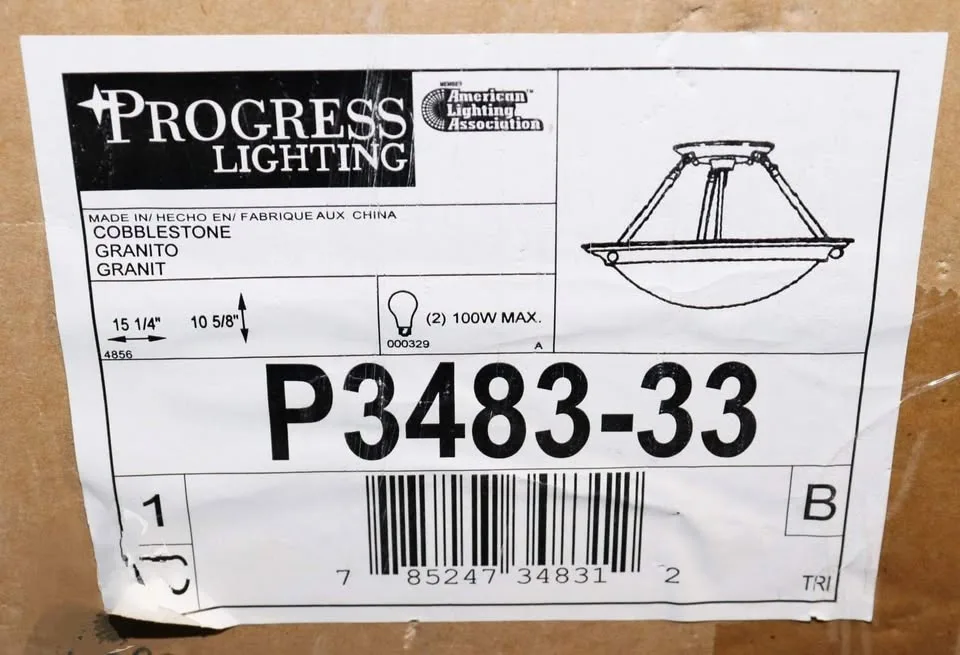 PROGRESS
LIGHTING
MEMBER
American™
Lighting
Association
MADE IN/ HECHO EN/ FABRIQUE AUX CHINA
COBBLESTONE
GRANITO
GRANIT
15 1/4" 10 5/8"
4856
(2) 100W MAX.
000329 A
P3483-33
1
B
7 85247 34831 2
TRI